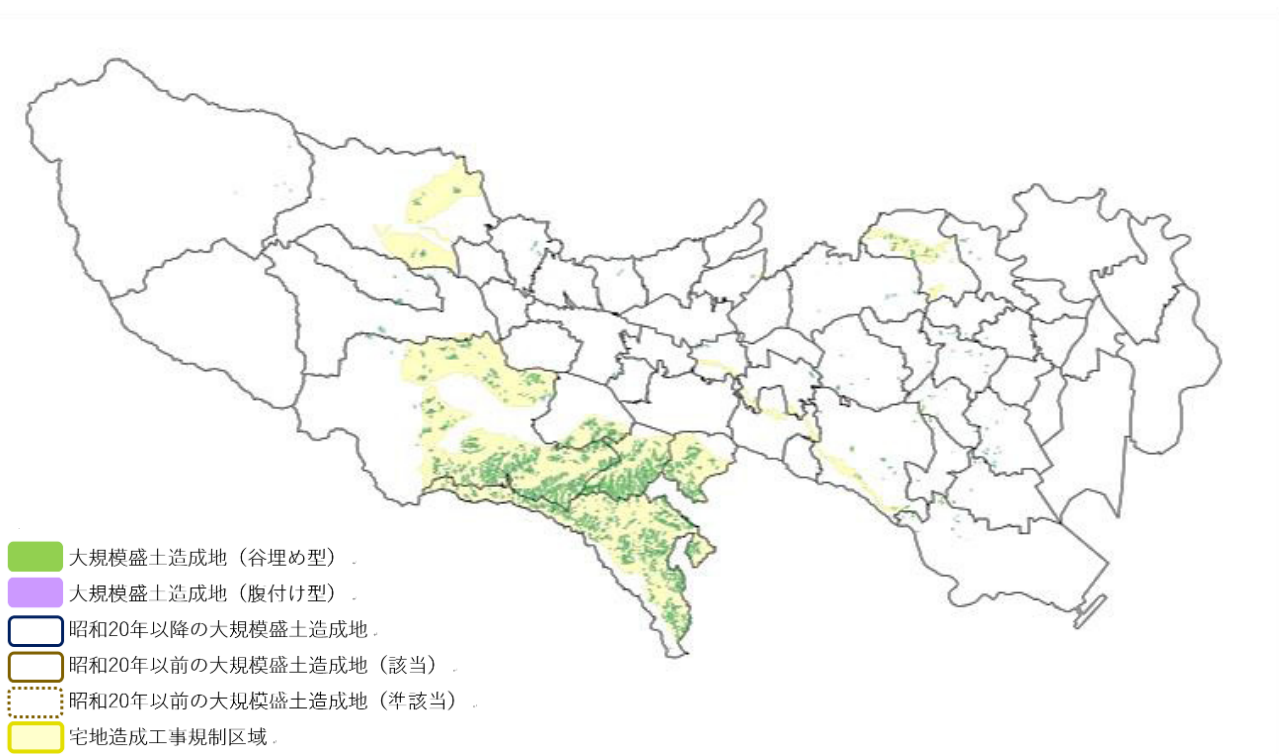 大規模盛土造成地（谷埋め型）
大規模盛土造成地（腹付け型）
昭和20年以降の大規模盛土造成地
昭和20年以前の大規模盛土造成地（該当）
昭和20年以前の大規模盛土造成地（準該当）
宅地造成工事規制区域